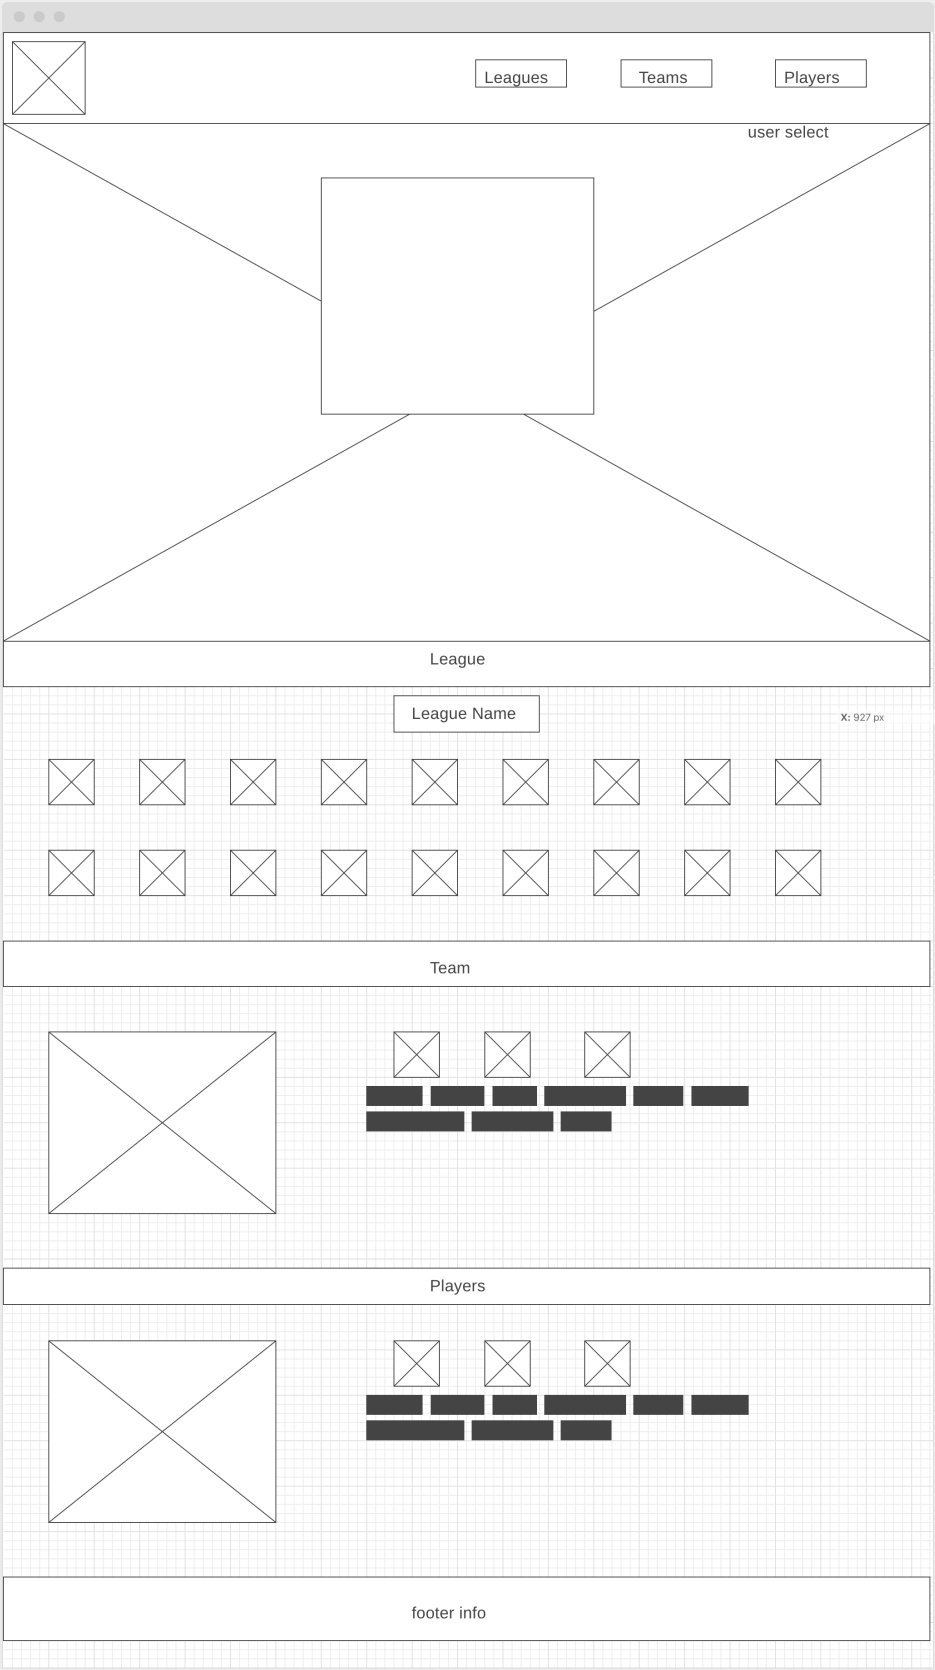 Leagues
Teams
Players
user select
League
League Name
X: 927 px
Team
Players
footer info